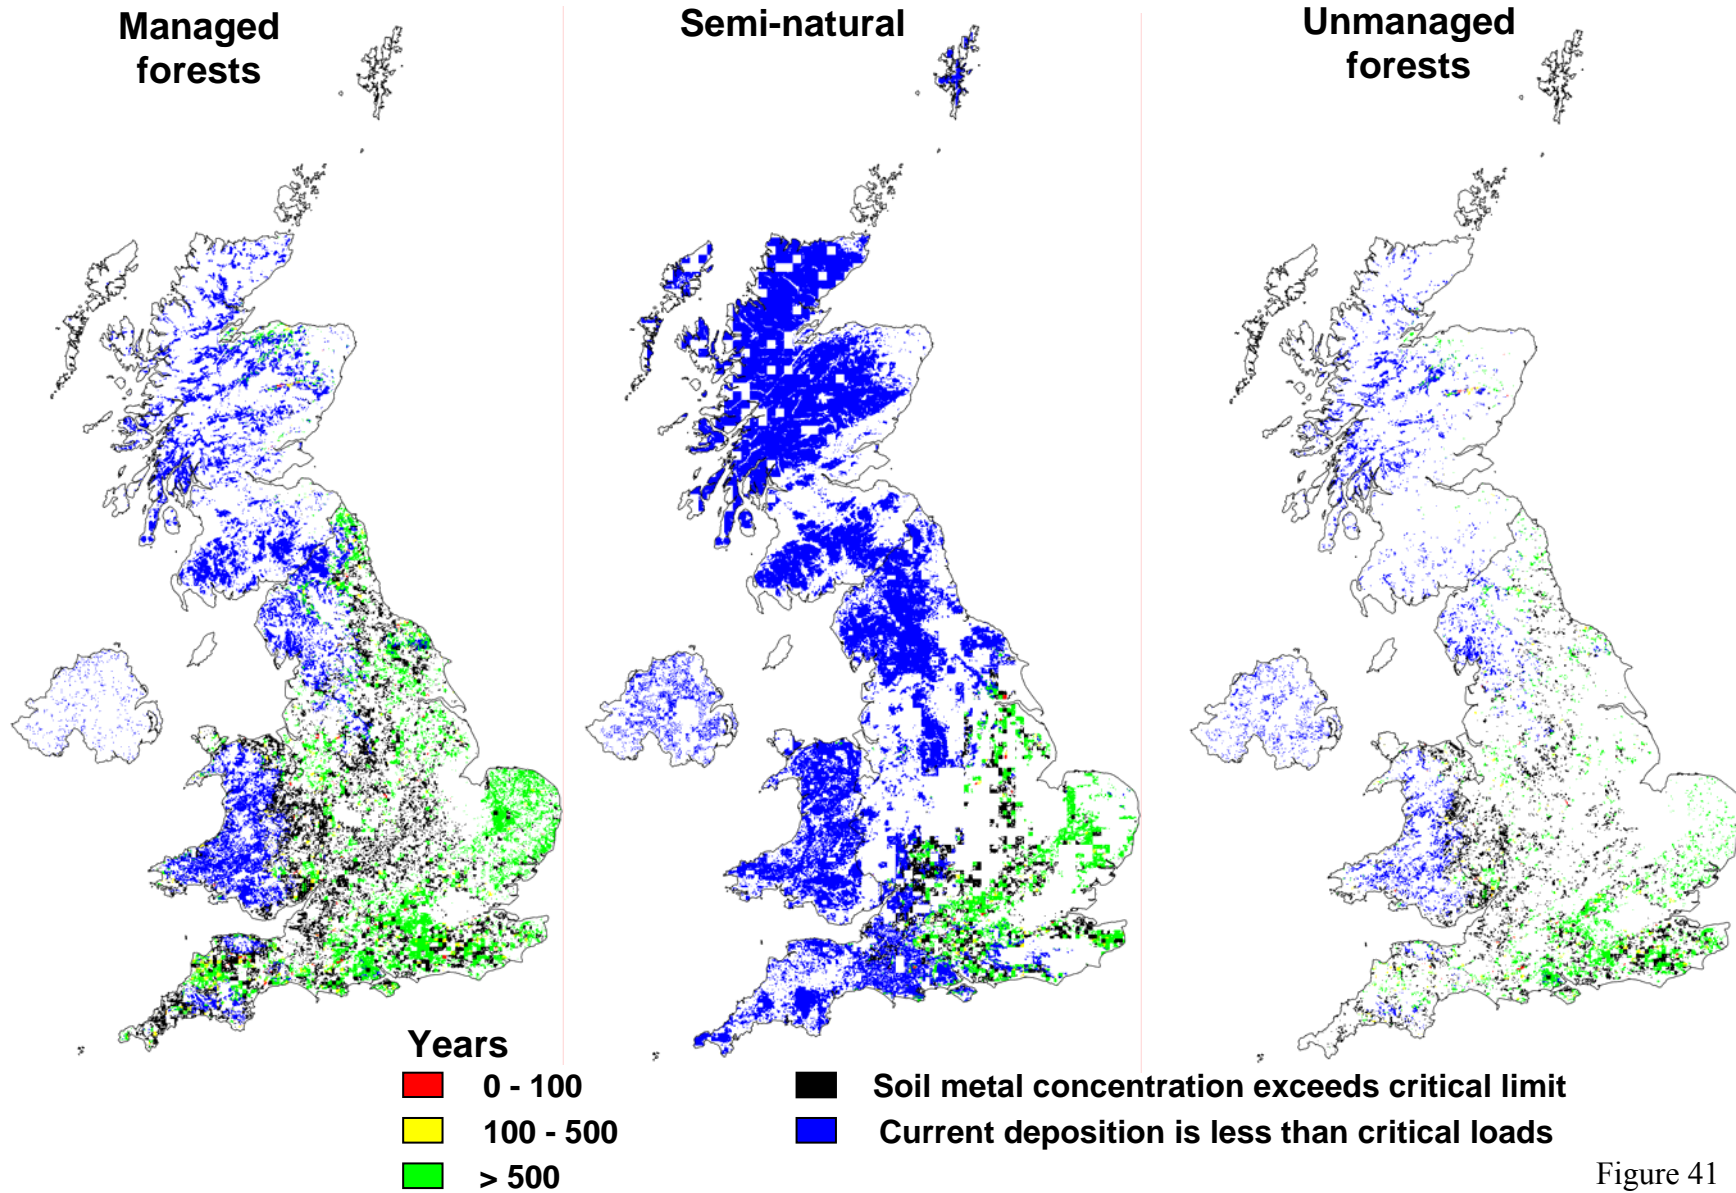 Managed
forests
Semi-natural
Unmanaged
forests
Years
0 - 100
100 - 500
> 500
Soil metal concentration exceeds critical limit
Current deposition is less than critical loads
Figure 41